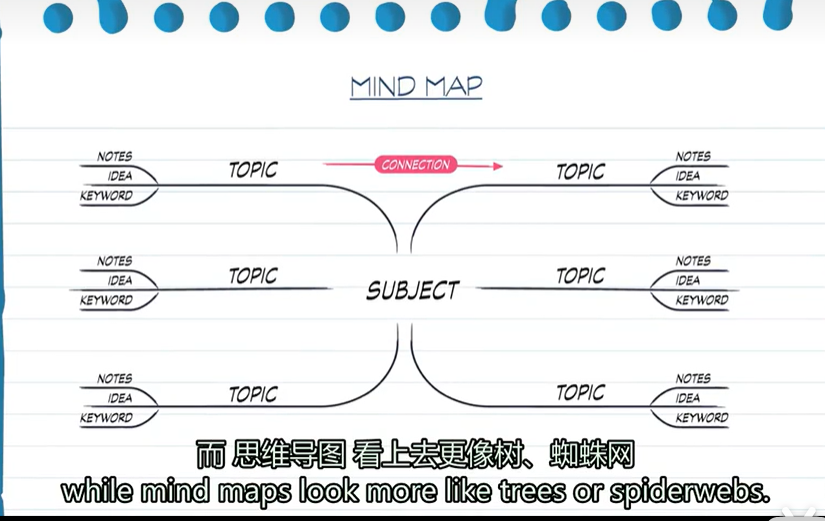 MIND MAP
NOTES
IDEA
KEYWORD
TOPIC
CONNECTION
TOPIC
NOTES
IDEA
KEYWORD
NOTES
IDEA
KEYWORD
TOPIC
SUBJECT
TOPIC
NOTES
IDEA
KEYWORD
NOTES
IDEA
KEYWORD
TOPIC
TOPIC
NOTES
IDEA
KEYWORD
而 思维导图 看上去更像树、蜘蛛网
while mind maps look more like trees or spiderwebs.